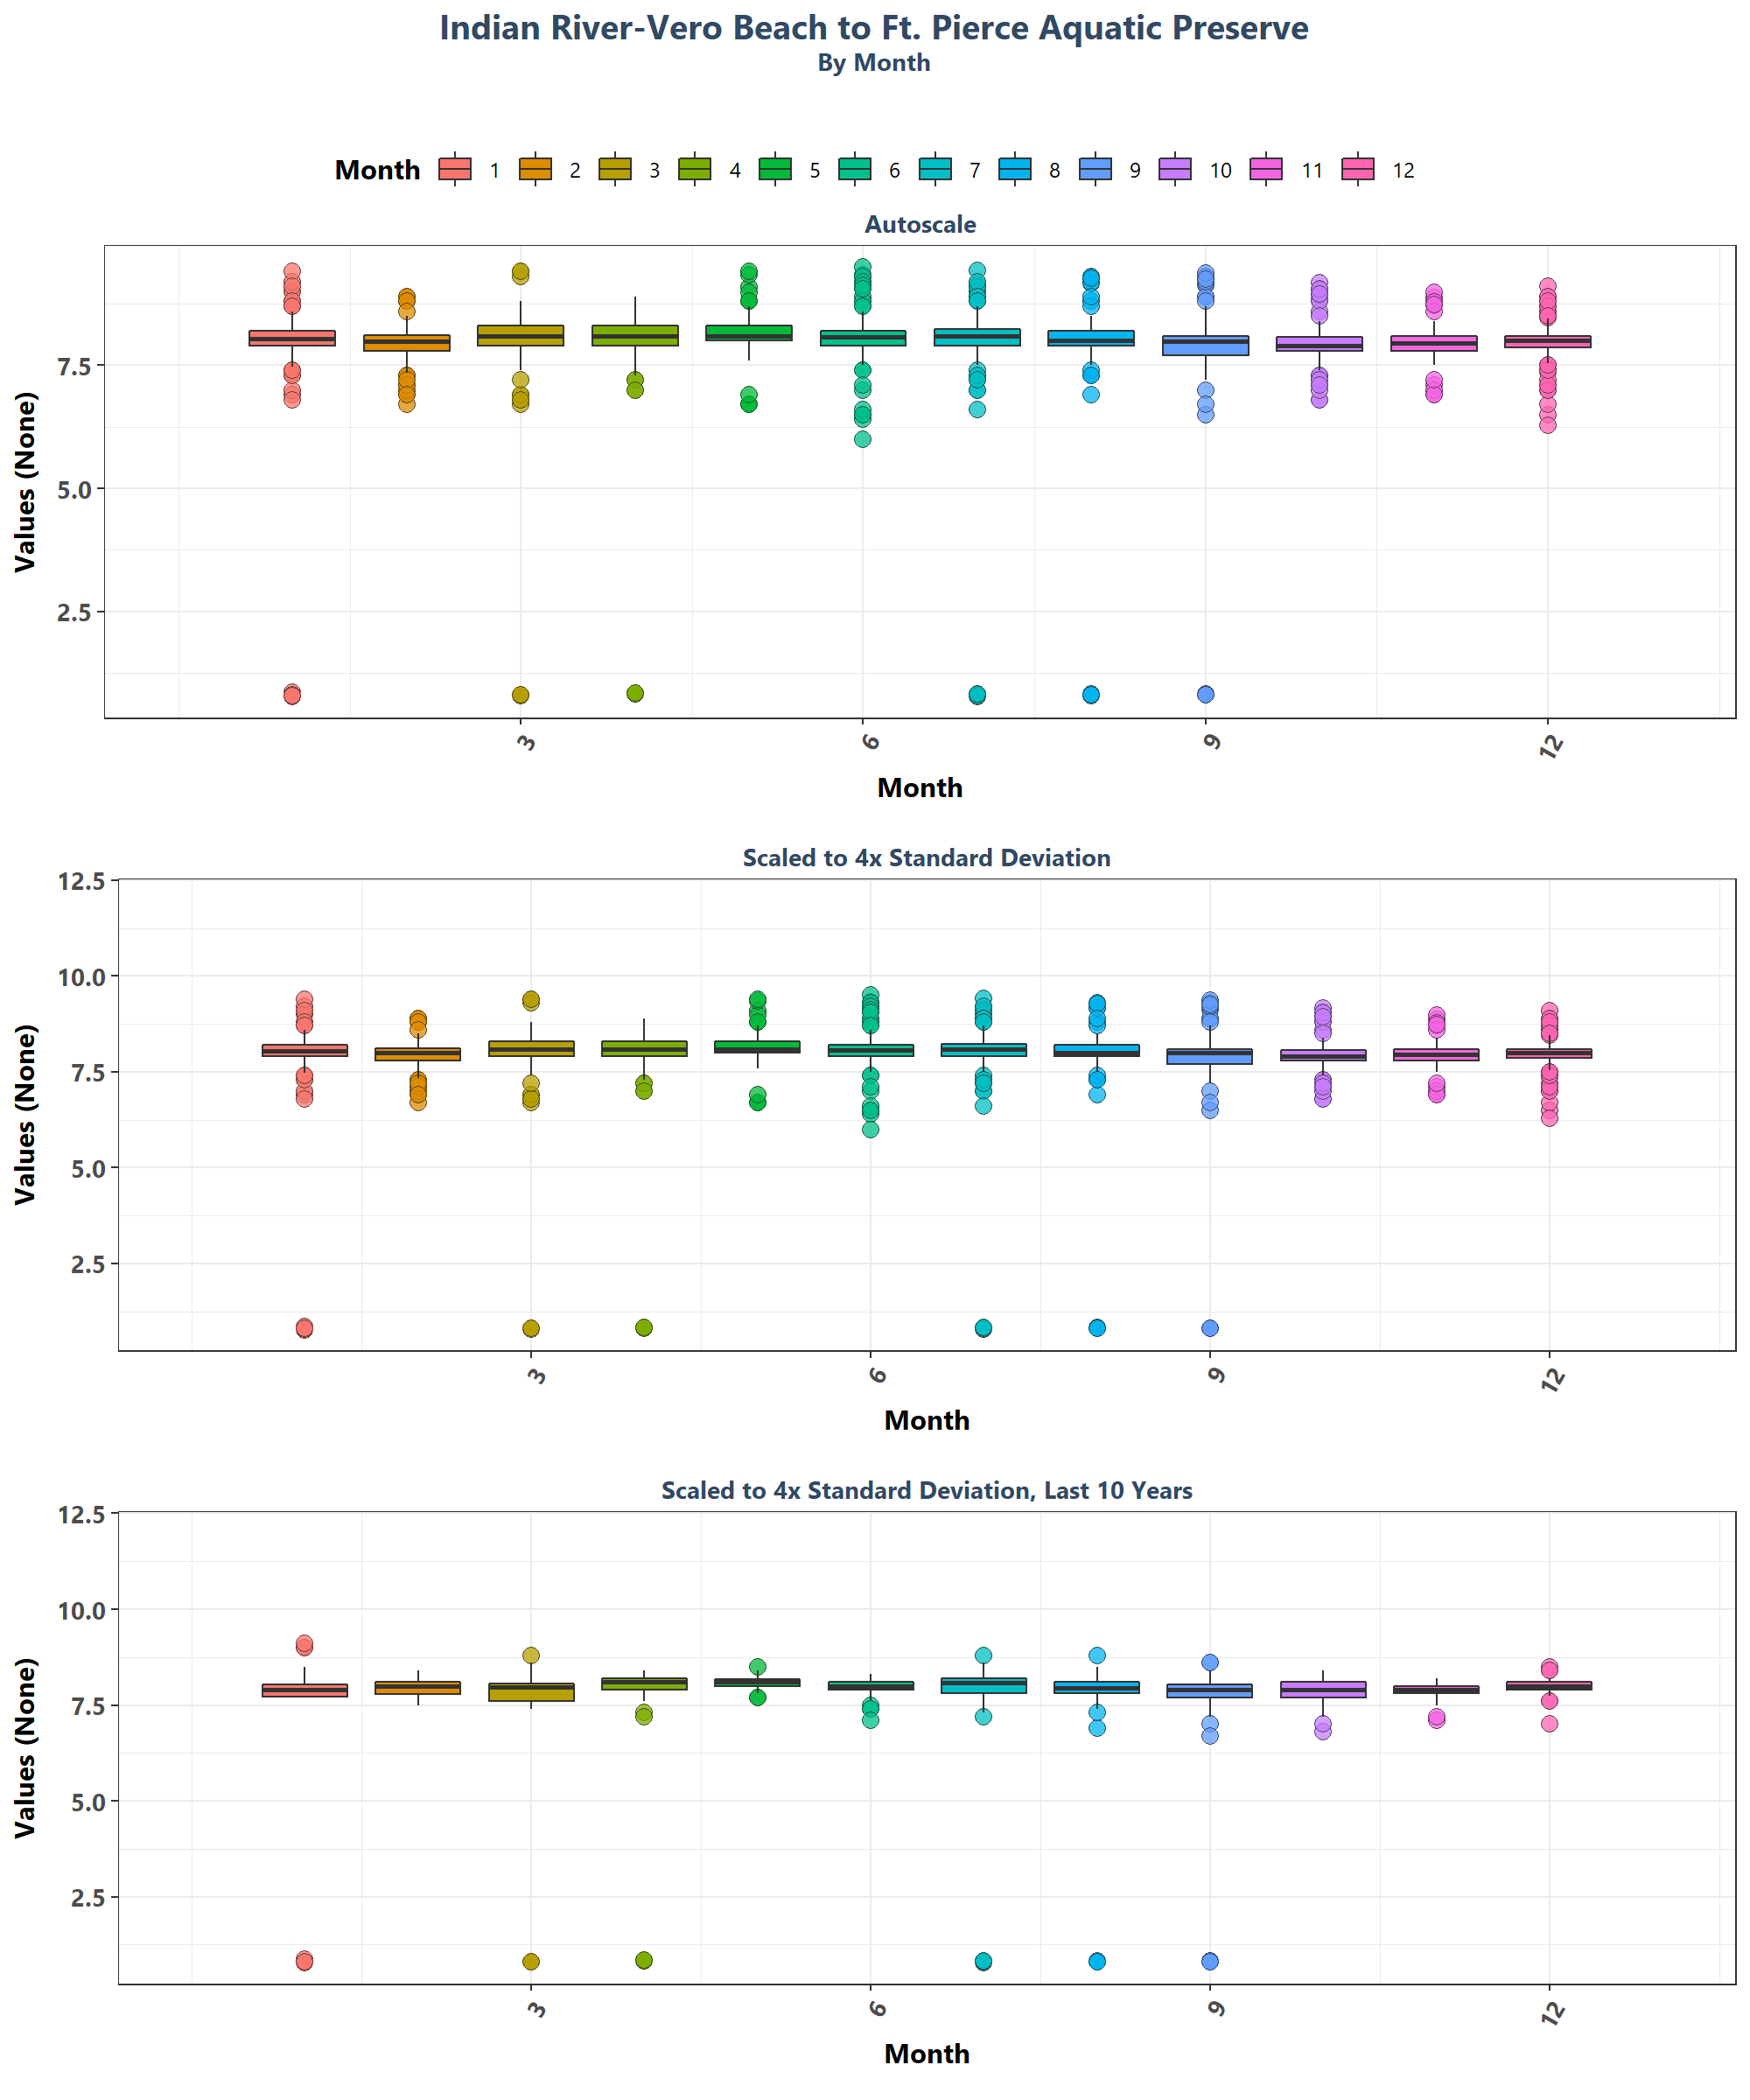 Indian River-Vero Beach to Ft. Pierce Aquatic Preserve
By Month
Month 1 2 3 4 5 6 7 8 9 10 11 12
Autoscale
Values (None)
7.5
5.0
2.5
3 6 9 12
Month
Scaled to 4x Standard Deviation
Values (None)
12.5
10.0
7.5
5.0
2.5
3 6 9 12
Month
Scaled to 4x Standard Deviation, Last 10 Years
Values (None)
12.5
10.0
7.5
5.0
2.5
3 6 9 12
Month